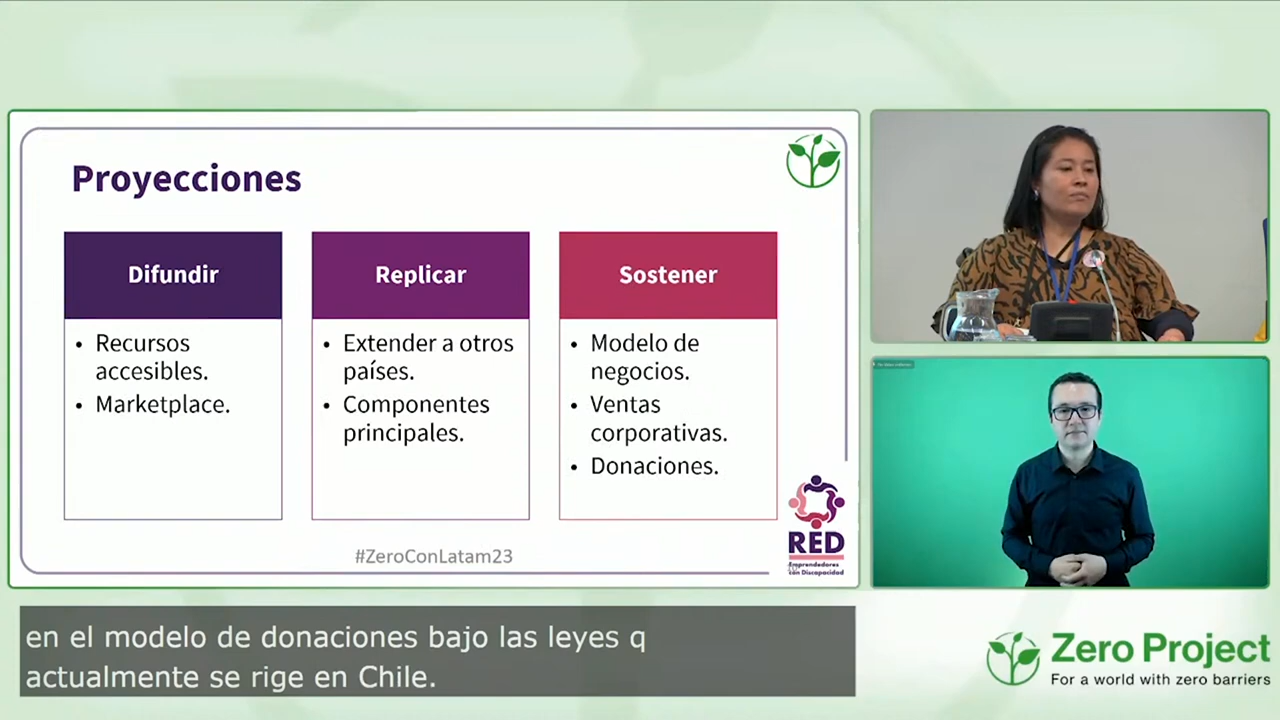 Proyecciones
Difundir
• Recursos
accesibles.
• Marketplace.
Replicar
• Extender a otros
países.
• Componentes
principales.
Sostener
• Modelo de
negocios.
• Ventas
corporativas.
• Donaciones.
#ZeroConLatam23
RED
Emprendedores
con Discapacidad
en el modelo de donaciones bajo las leyes q
actualmente se rige en Chile.
Zero Project
For a world with zero barriers